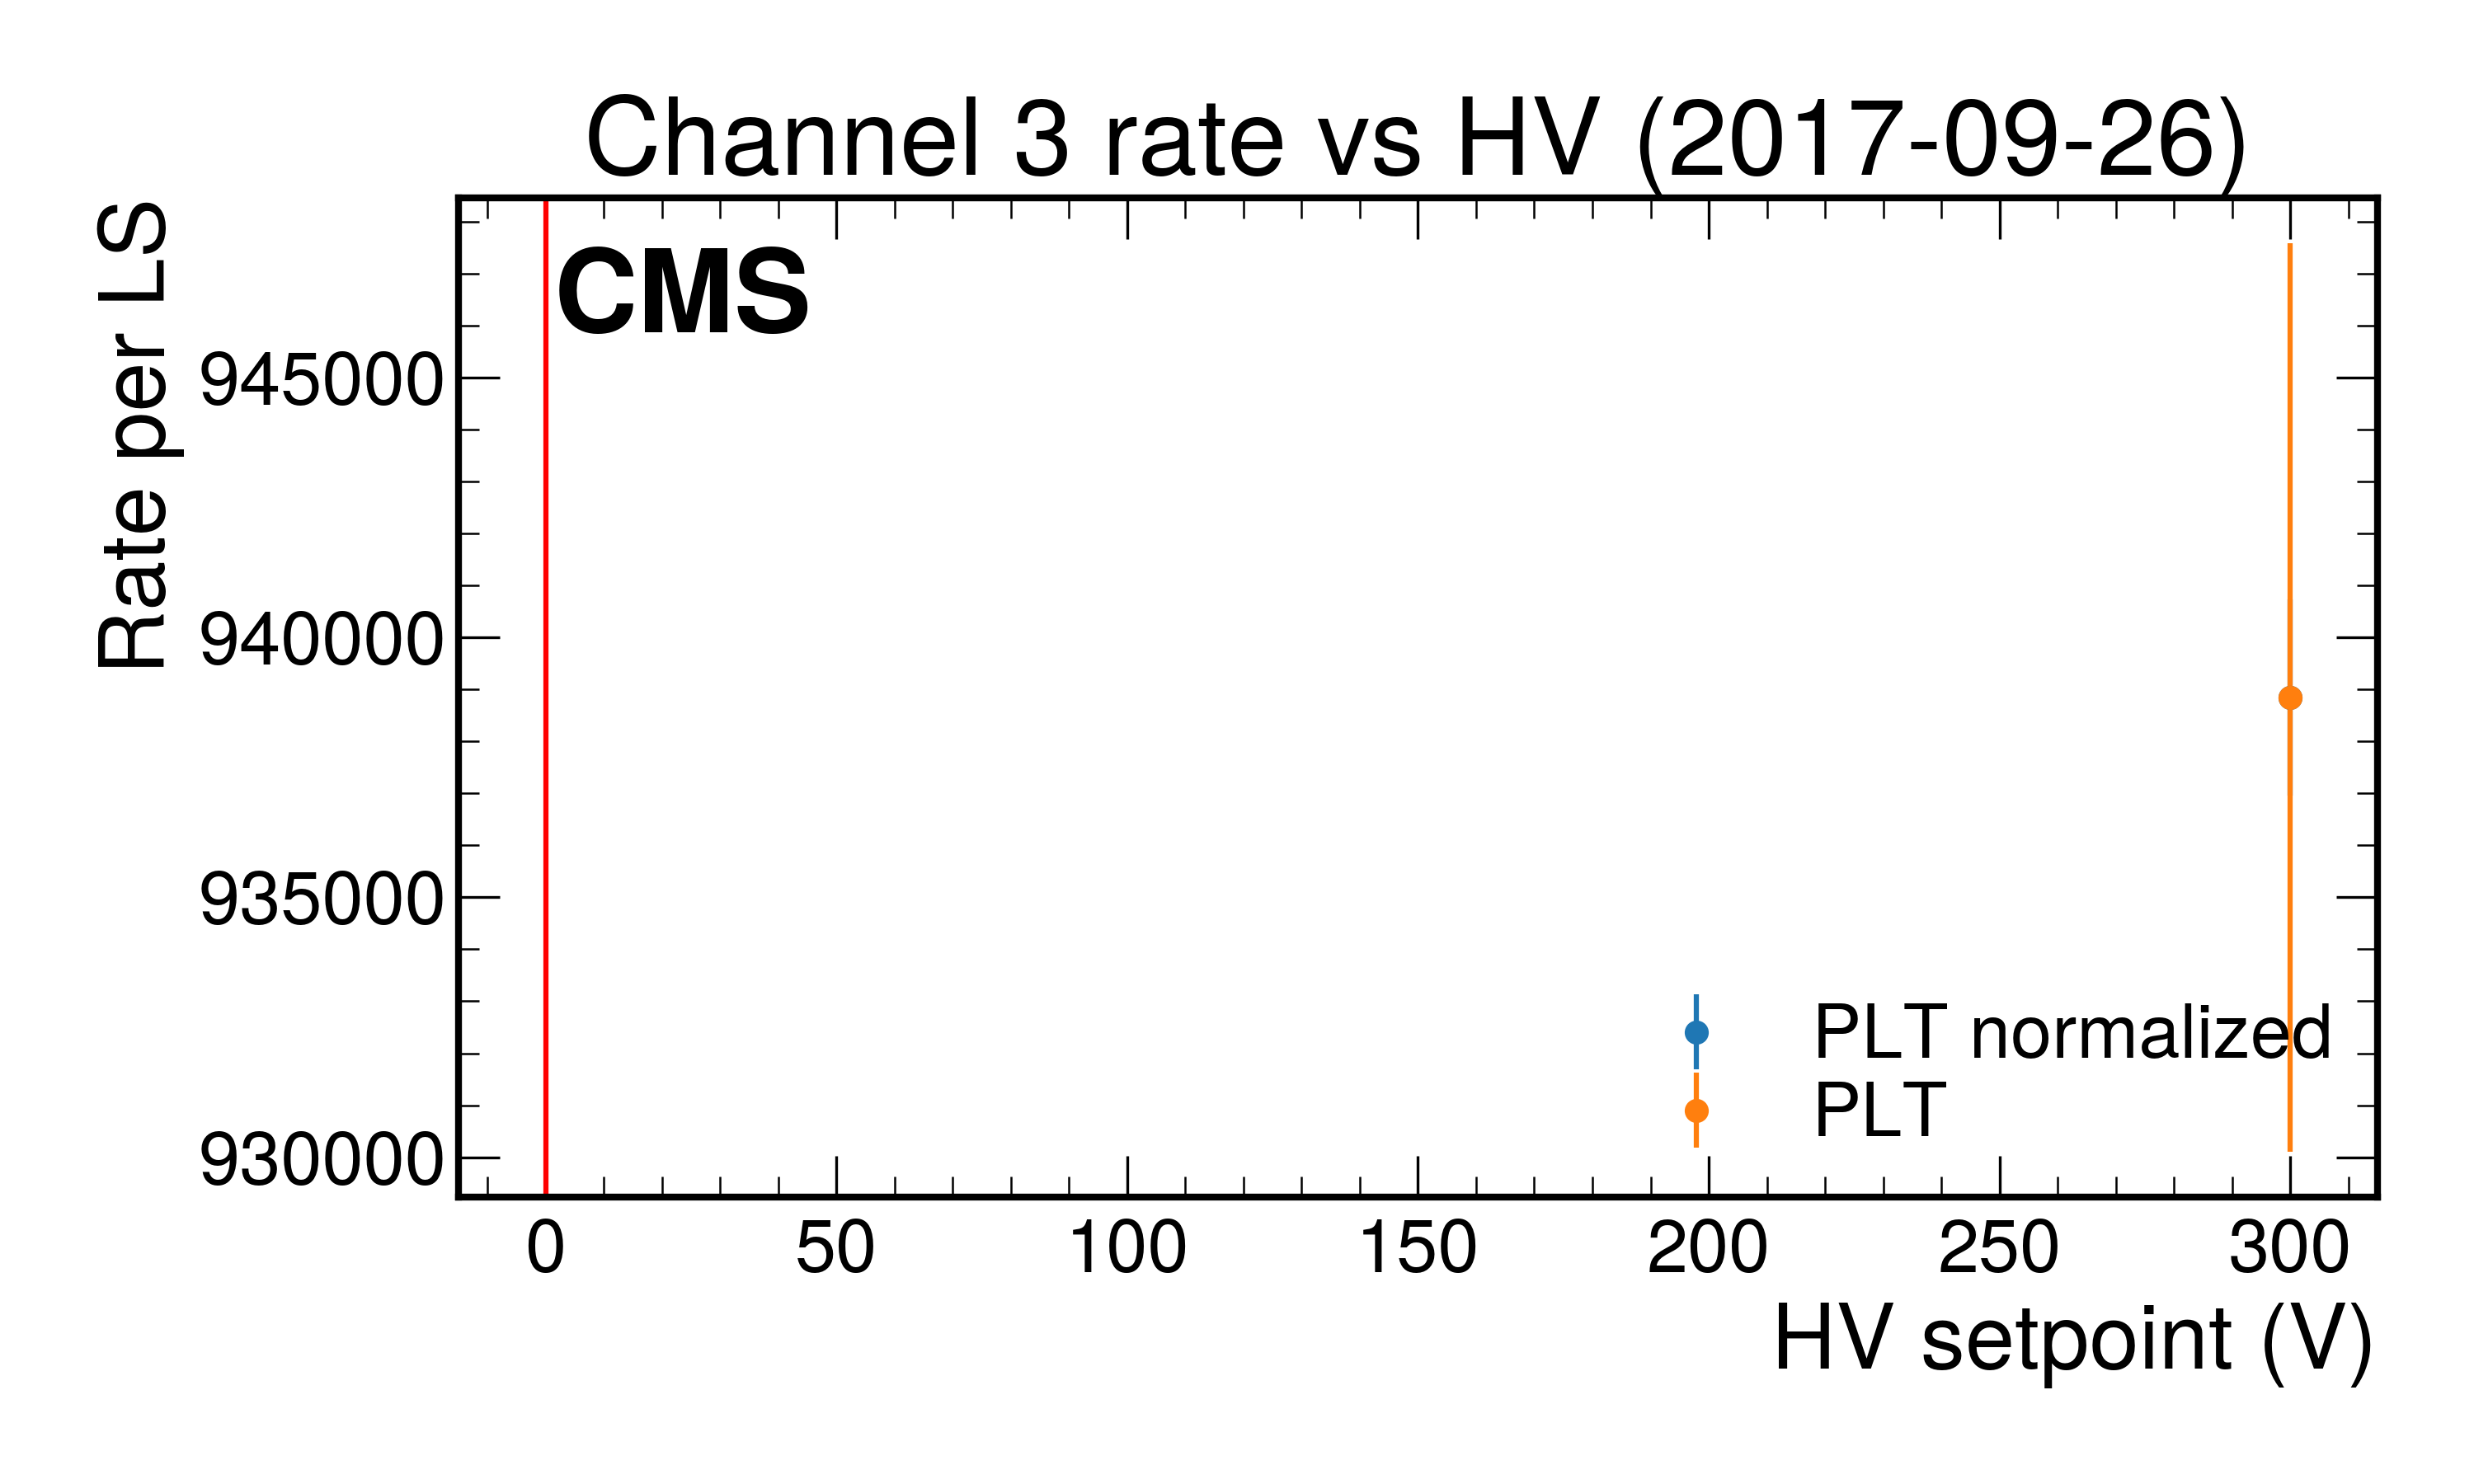 Channel 3 rate vs HV (2017-09-26)
CMS
Rate per LS
945000
940000
935000
930000
PLT normalized
PLT
0 50 100 150 200 250 300
HV setpoint (V)